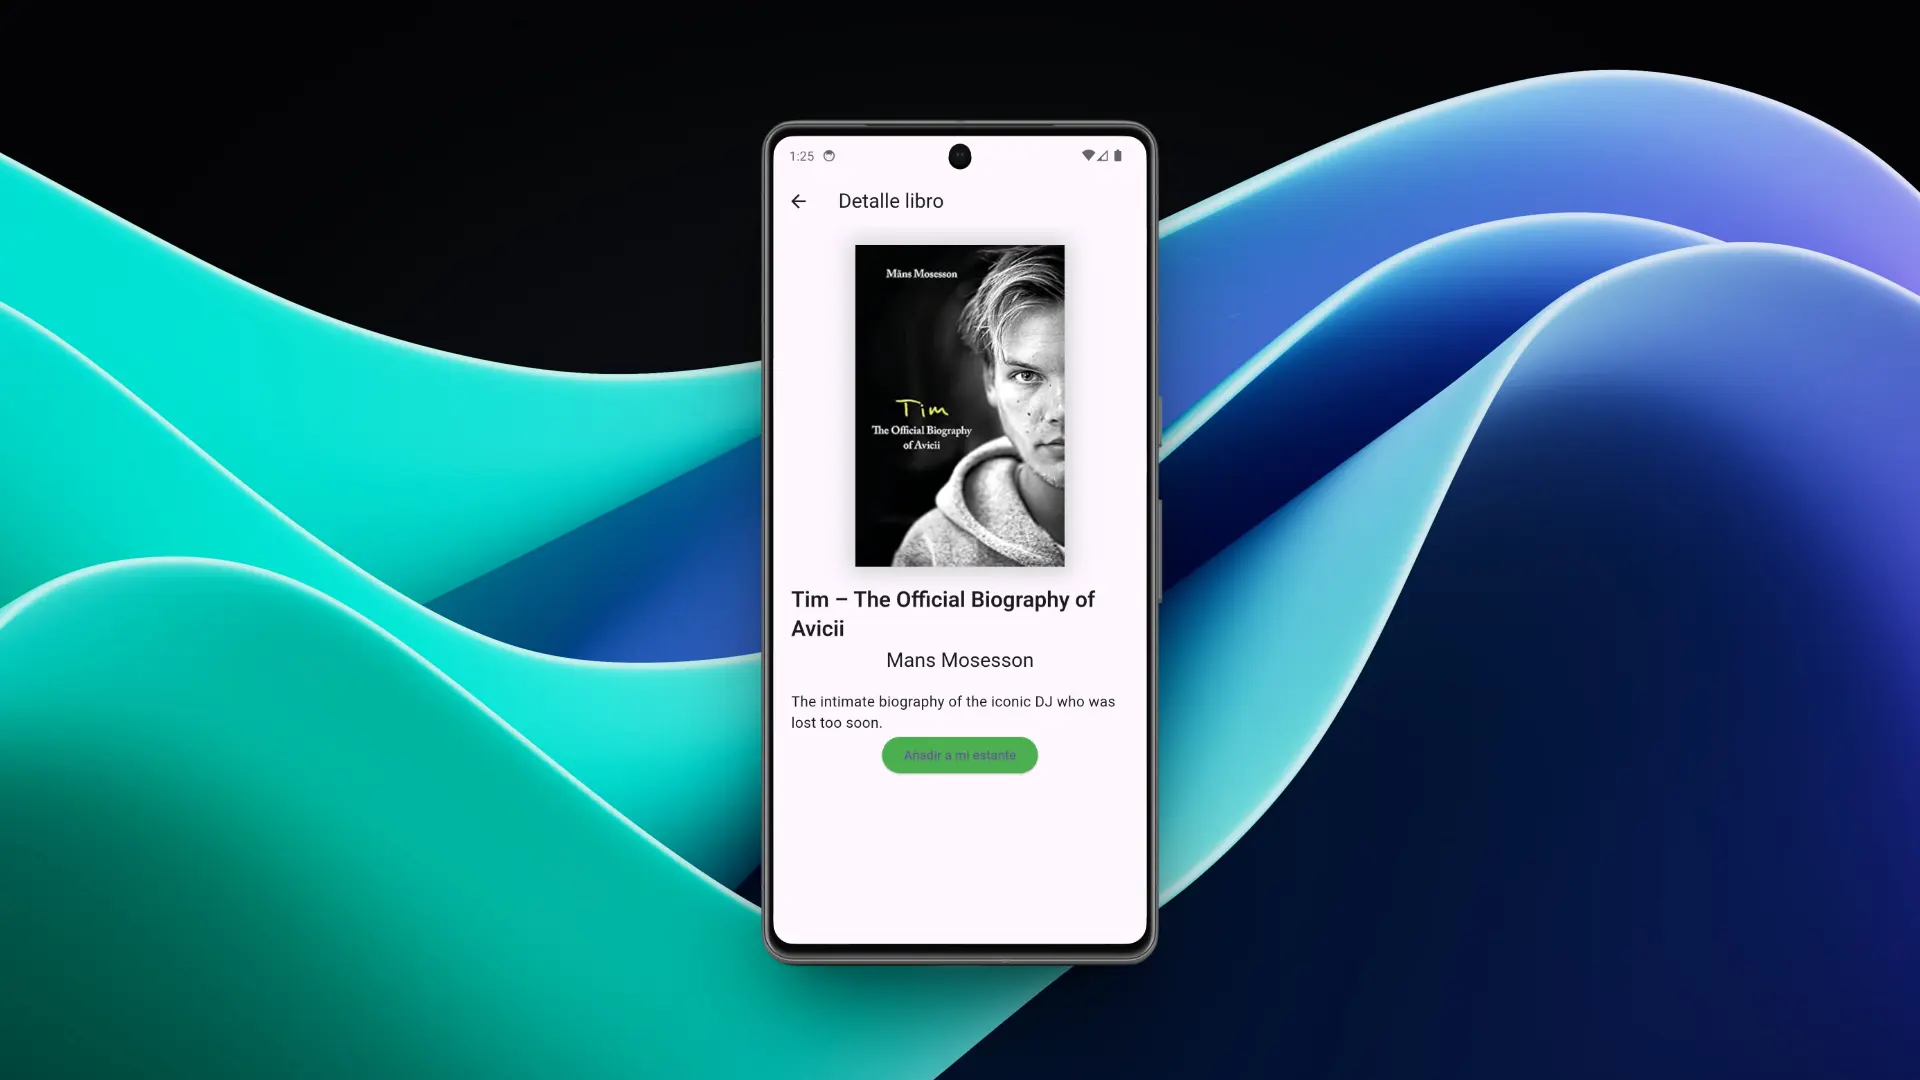 1:25
Detalle libro
Måns Mosesson
Tim
The Official Biography
of Avicii
Tim – The Official Biography of
Avicii
Mans Mosesson
The intimate biography of the iconic DJ who was
lost too soon.
Añadir a mi estante